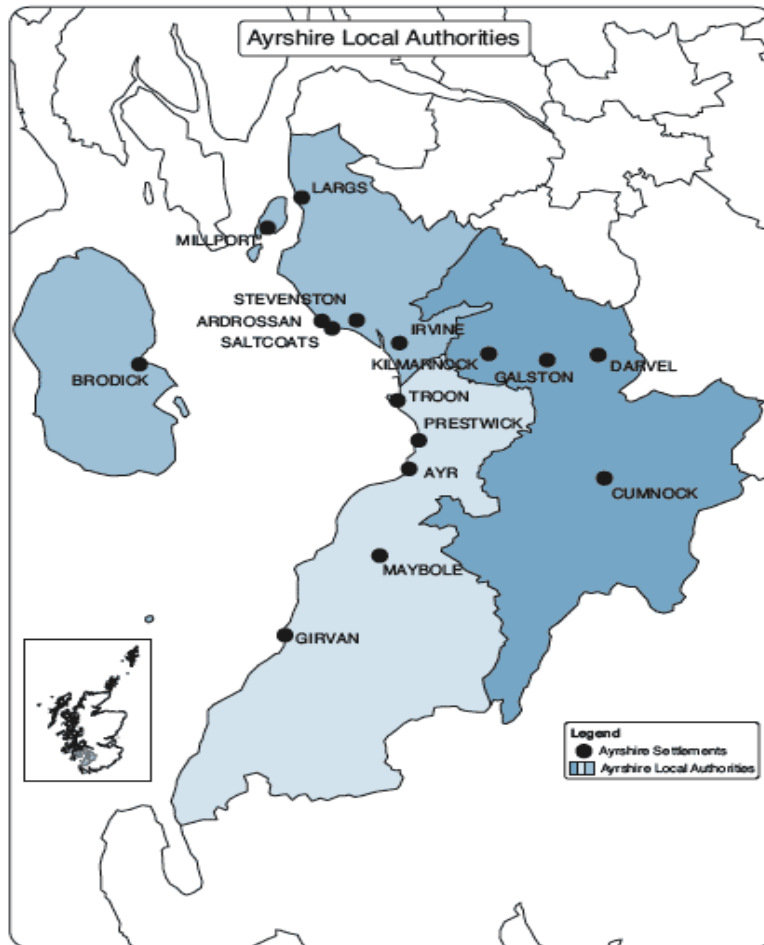 Ayrshire Local Authorities
LARGS
MILLPORT
STEVENSTON
ARDROSSAN
SALTCOATS
IRVINE
KILMARNOCK
GALSTON
DARVEL
BRODICK
TROON
PRESTWICK
AYR
CUMNOCK
MAYBOLE
GIRVAN
Legend
Ayrshire Settlements
Ayrshire Local Authorities